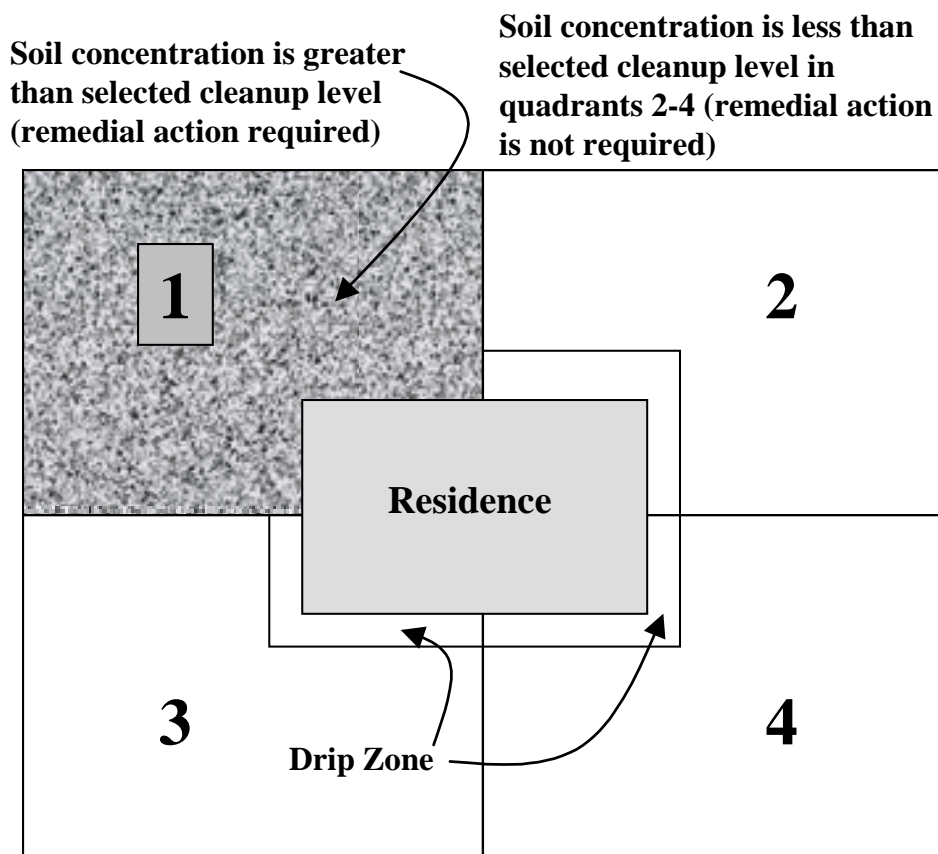 Soil concentration is greater
than selected cleanup level
(remedial action required)
Soil concentration is less than
selected cleanup level in
quadrants 2-4 (remedial action
is not required)
1
2
Residence
3
4
Drip Zone